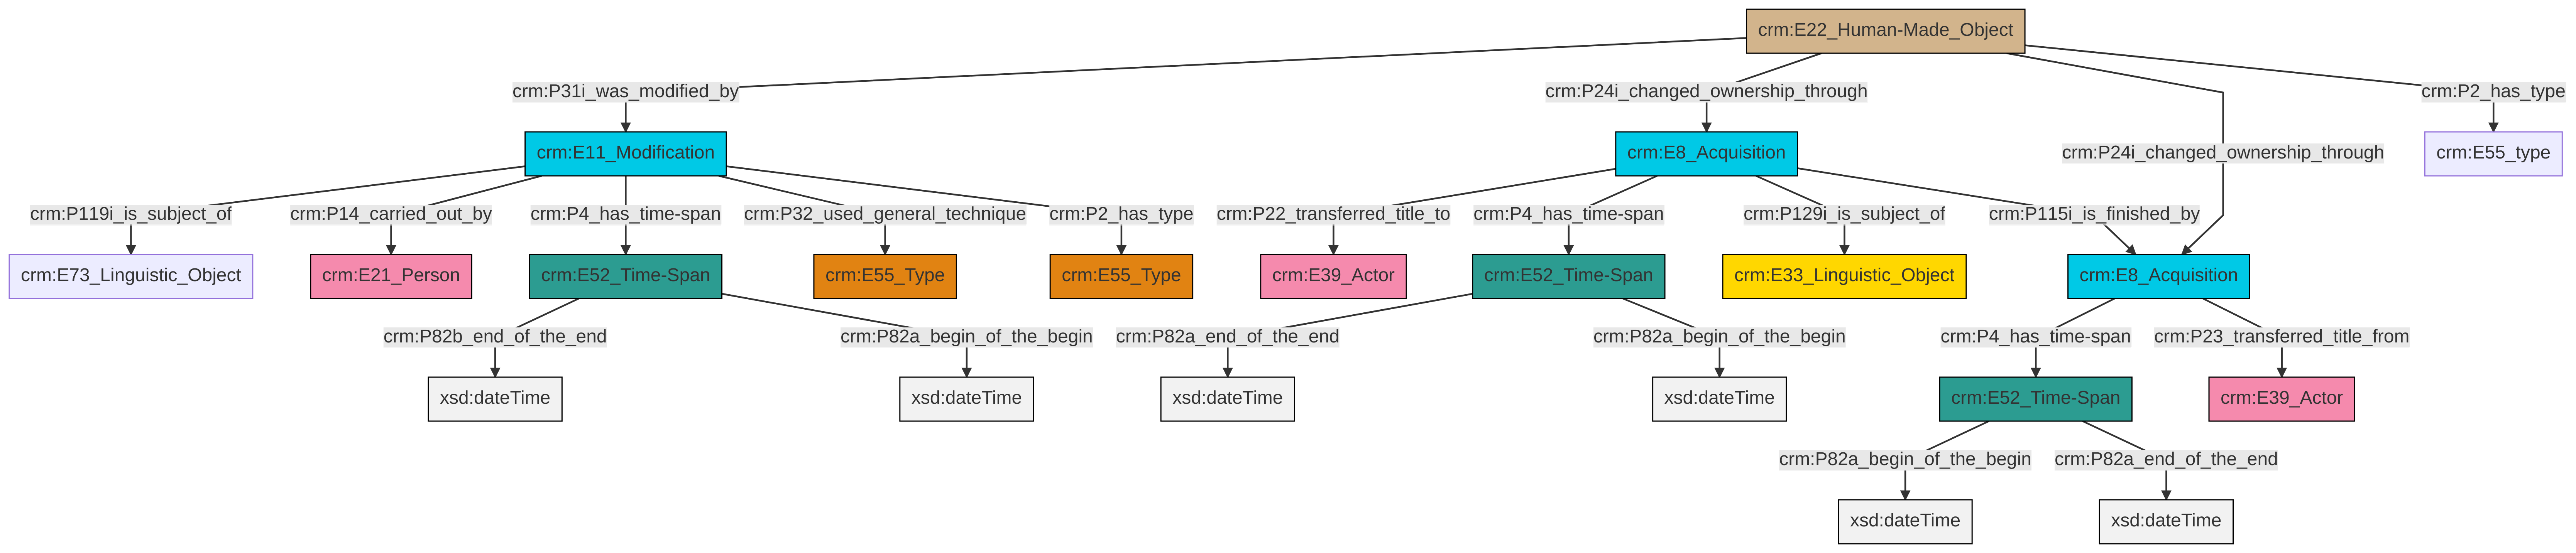 crm:E22_Human-Made_Object
crm:P31i_was_modified_by
crm:P24i_changed_ownership_through
crm:P2_has_type
crm:E11_Modification
crm:E8_Acquisition
crm:P24i_changed_ownership_through
crm:E55_type
crm:P119i_is_subject_of
crm:P14_carried_out_by
crm:P4_has_time-span
crm:P32_used_general_technique
crm:P2_has_type
crm:P22_transferred_title_to
crm:P4_has_time-span
crm:P129i_is_subject_of
crm:P115i_is_finished_by
crm:E73_Linguistic_Object
crm:E21_Person
crm:E52_Time-Span
crm:E55_Type
crm:E55_Type
crm:E39_Actor
crm:E52_Time-Span
crm:E33_Linguistic_Object
crm:E8_Acquisition
crm:P82b_end_of_the_end
crm:P82a_begin_of_the_begin
crm:P82a_end_of_the_end
crm:P82a_begin_of_the_begin
crm:P4_has_time-span
crm:P23_transferred_title_from
xsd:dateTime
xsd:dateTime
xsd:dateTime
xsd:dateTime
crm:E52_Time-Span
crm:E39_Actor
crm:P82a_begin_of_the_begin
crm:P82a_end_of_the_end
xsd:dateTime
xsd:dateTime